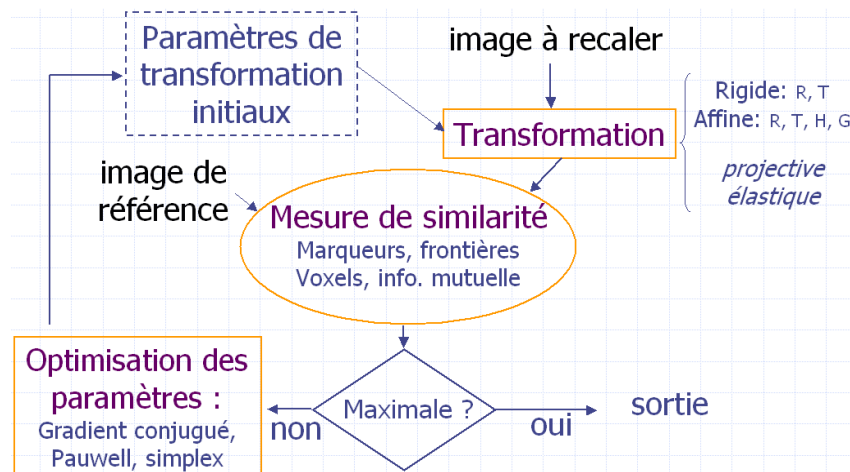 Paramètres de
transformation
initiaux
image à recaler
Transformation
Rigide: R, T
Affine: R, T, H, G
projective
élastique
image de
référence
Mesure de similarité
Marqueurs, frontières
Voxels, info. mutuelle
Optimisation des
paramètres :
Gradient conjugué,
Pauwell, simplex
non
Maximale ?
oui
sortie